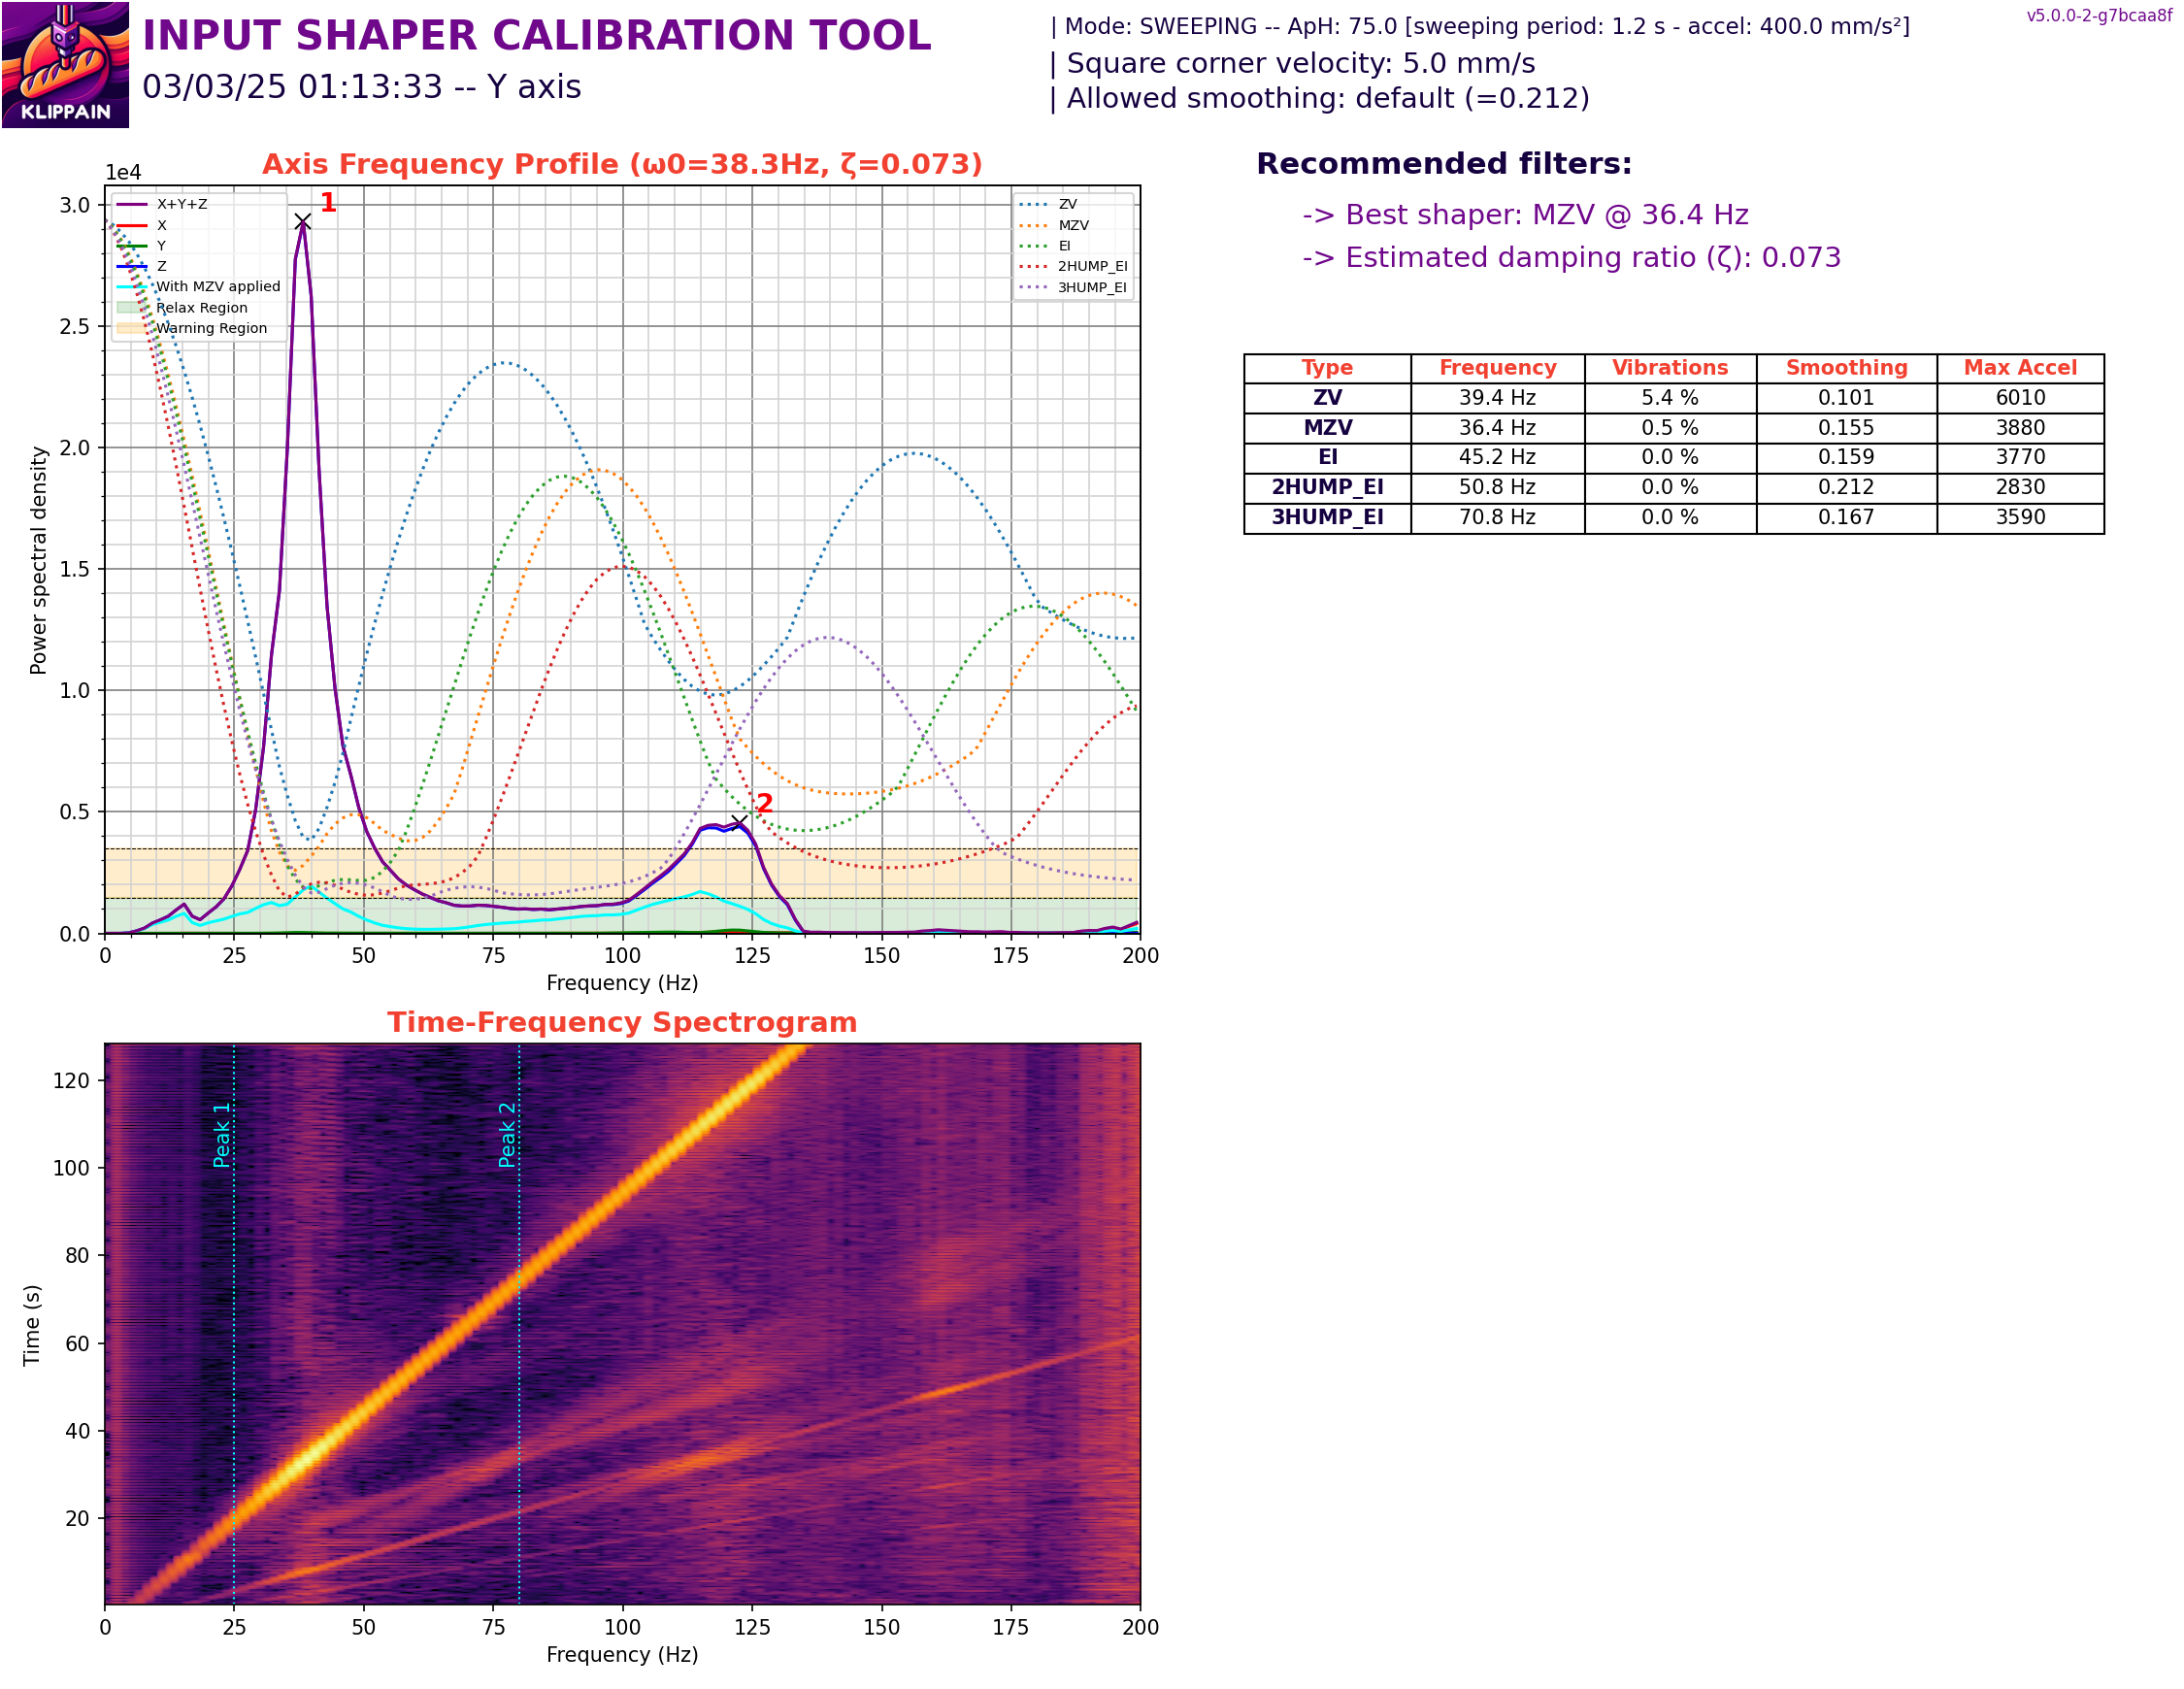 KLIPPAIN
INPUT SHAPER CALIBRATION TOOL
03/03/25 01:13:33 -- Y axis
| Mode: SWEEPING -- ApH: 75.0 [sweeping period: 1.2 s - accel: 400.0 mm/s²]
| Square corner velocity: 5.0 mm/s
| Allowed smoothing: default (=0.212)
v5.0.0-2-g7bcaa8f
Axis Frequency Profile (ω0=38.3Hz, ζ=0.073)
1e4
3.0
2.5
2.0
1.5
1.0
0.5
0.0
Power spectral density
X+Y+Z
X
Y
Z
With MZV applied
Relax Region
Warning Region
1
2
ZV
MZV
EI
2HUMP_EI
3HUMP_EI
0 25 50 75 100 125 150 175 200
Frequency (Hz)
Recommended filters:
-> Best shaper: MZV @ 36.4 Hz
-> Estimated damping ratio (ζ): 0.073
Type Frequency Vibrations Smoothing Max Accel
ZV 39.4 Hz 5.4 % 0.101 6010
MZV 36.4 Hz 0.5 % 0.155 3880
EI 45.2 Hz 0.0 % 0.159 3770
2HUMP_EI 50.8 Hz 0.0 % 0.212 2830
3HUMP_EI 70.8 Hz 0.0 % 0.167 3590
Time-Frequency Spectrogram
120
100
80
60
40
20
Time (s)
Peak 1
Peak 2
0 25 50 75 100 125 150 175 200
Frequency (Hz)